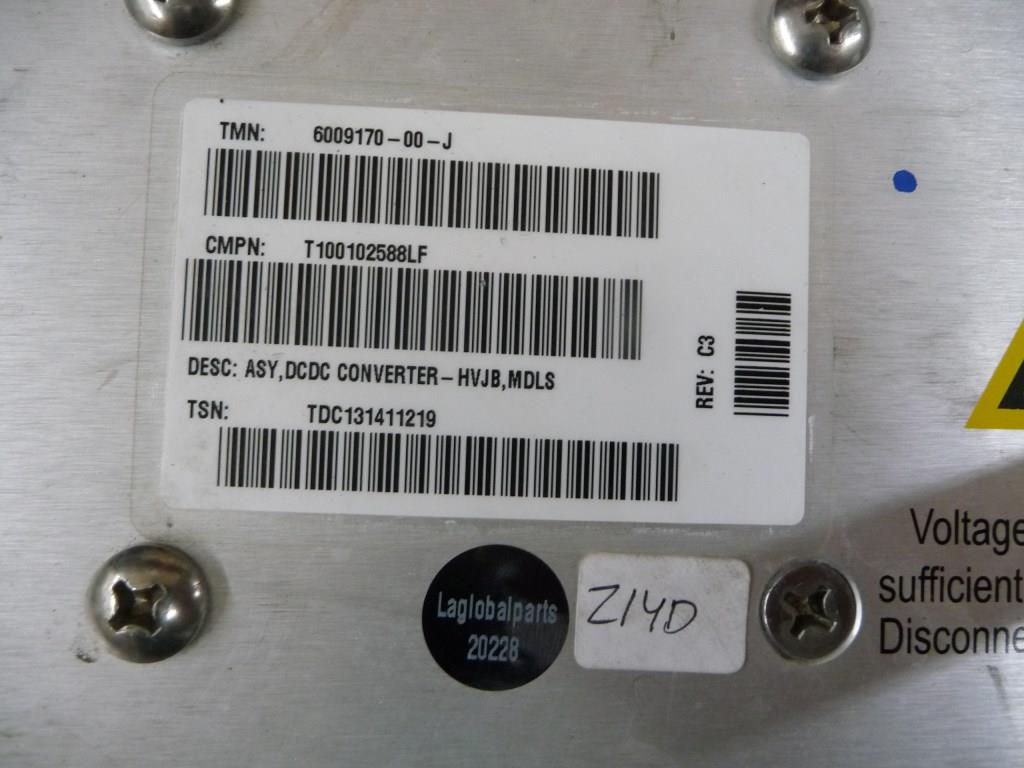 TMN: 6009170-00-J
CMPN: T100102588LF
DESC: ASY,DCDC CONVERTER-HVJB,MDLS
TSN: TDC131411219
REV: C3
Voltage
sufficient
Disconne
Laglobalparts
20228
Z14D